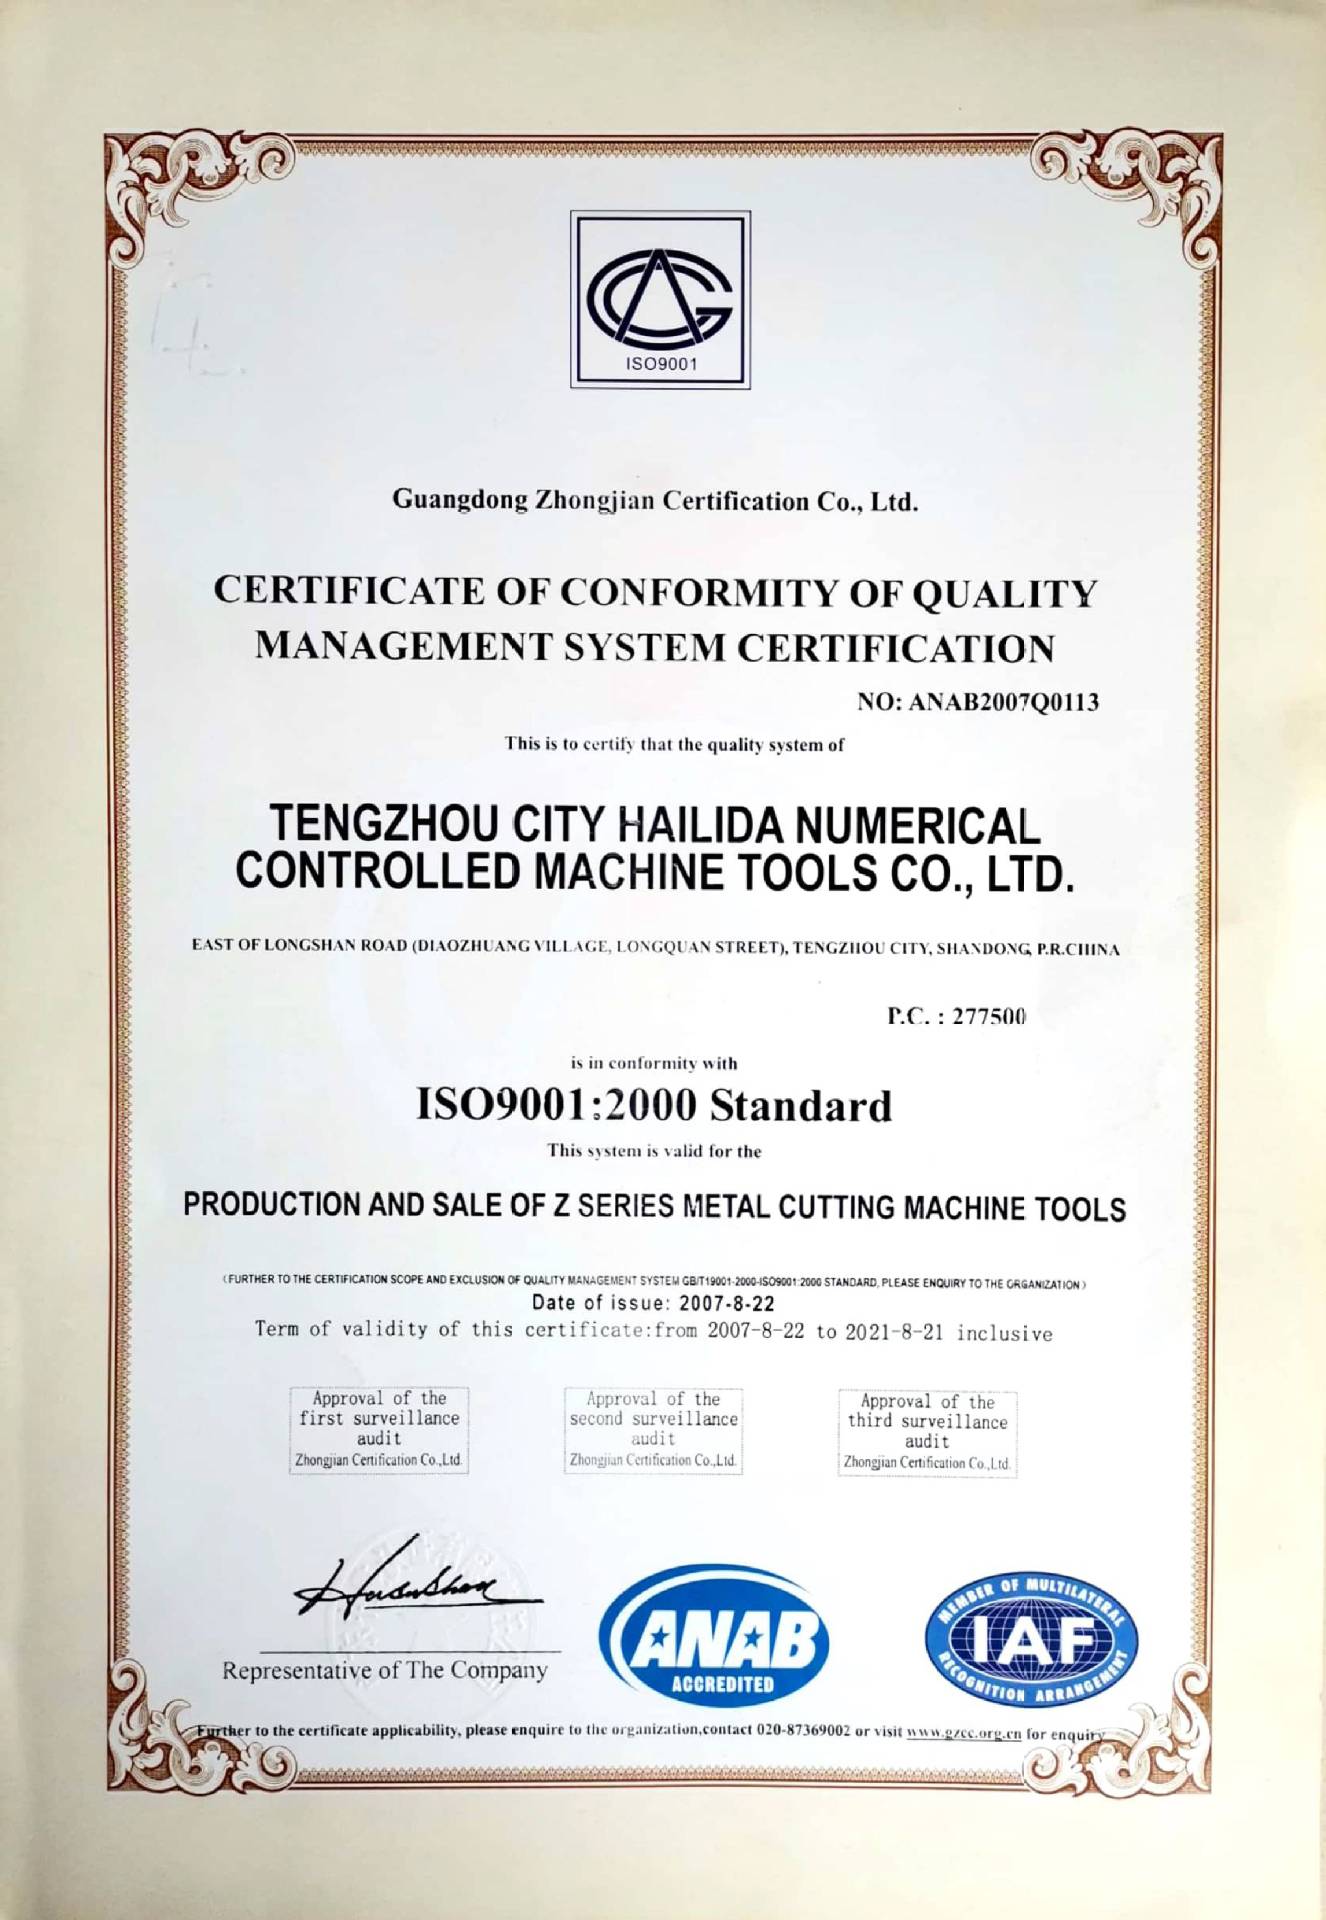 ISO9001
Guangdong Zhongjian Certification Co., Ltd.
CERTIFICATE OF CONFORMITY OF QUALITY
MANAGEMENT SYSTEM CERTIFICATION
NO: ANAB2007Q0113
This is to certify that the quality system of
TENGZHOU CITY HAILIDA NUMERICAL
CONTROLLED MACHINE TOOLS CO., LTD.
EAST OF LONGSHAN ROAD (DIAOZHUANG VILLAGE, LONGQUAN STREET), TENGZHOU CITY, SHANDONG, P.R.CHINA
P.C. : 277500
is in conformity with
ISO9001:2000 Standard
This system is valid for the
PRODUCTION AND SALE OF Z SERIES METAL CUTTING MACHINE TOOLS
(FURTHER TO THE CERTIFICATION SCOPE AND EXCLUSION OF QUALITY MANAGEMENT SYSTEM GB/T19001-2000-ISO9001:2000 STANDARD, PLEASE ENQUIRY TO THE ORGANIZATION)
Date of issue: 2007-8-22
Term of validity of this certificate:from 2007-8-22 to 2021-8-21 inclusive
Approval of the
first surveillance
audit
Zhongjian Certification Co.,Ltd.
Approval of the
second surveillance
audit
Zhongjian Certification Co.,Ltd.
Approval of the
third surveillance
audit
Zhongjian Certification Co.,Ltd.
Representative of The Company
ANAB
ACCREDITED
MEMBER OF MULTILATERAL
IAF
RECOGNITION ARRANGEMENT
Further to the certificate applicability, please enquire to the organization,contact 020-87369002 or visit www.gzcc.org.cn for enquiry